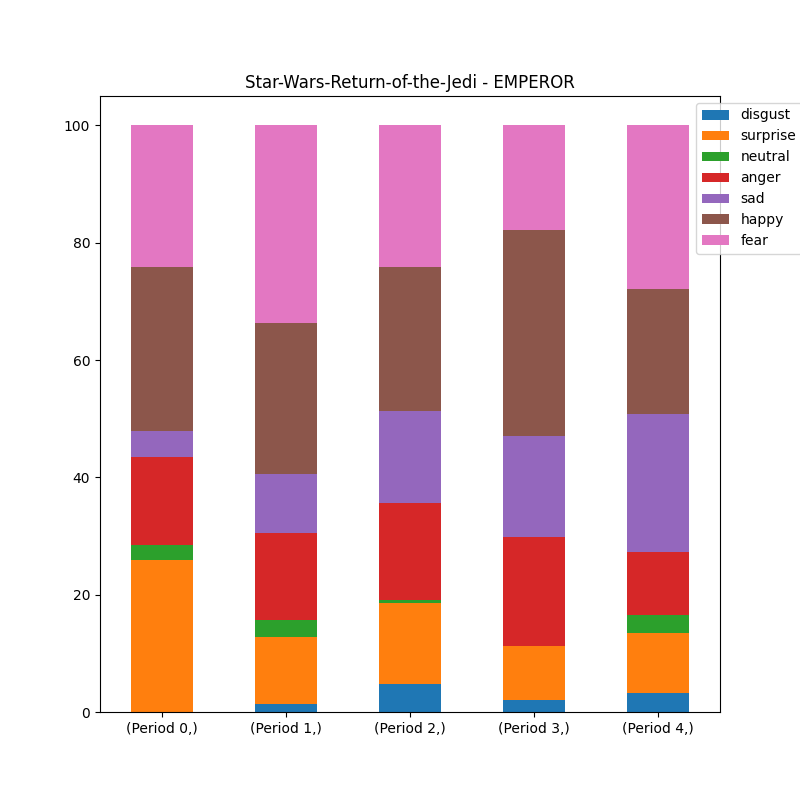 Star-Wars-Return-of-the-Jedi - EMPEROR
disgust
surprise
neutral
anger
sad
happy
fear
100
80
60
40
20
0
(Period 0,) (Period 1,) (Period 2,) (Period 3,) (Period 4,)